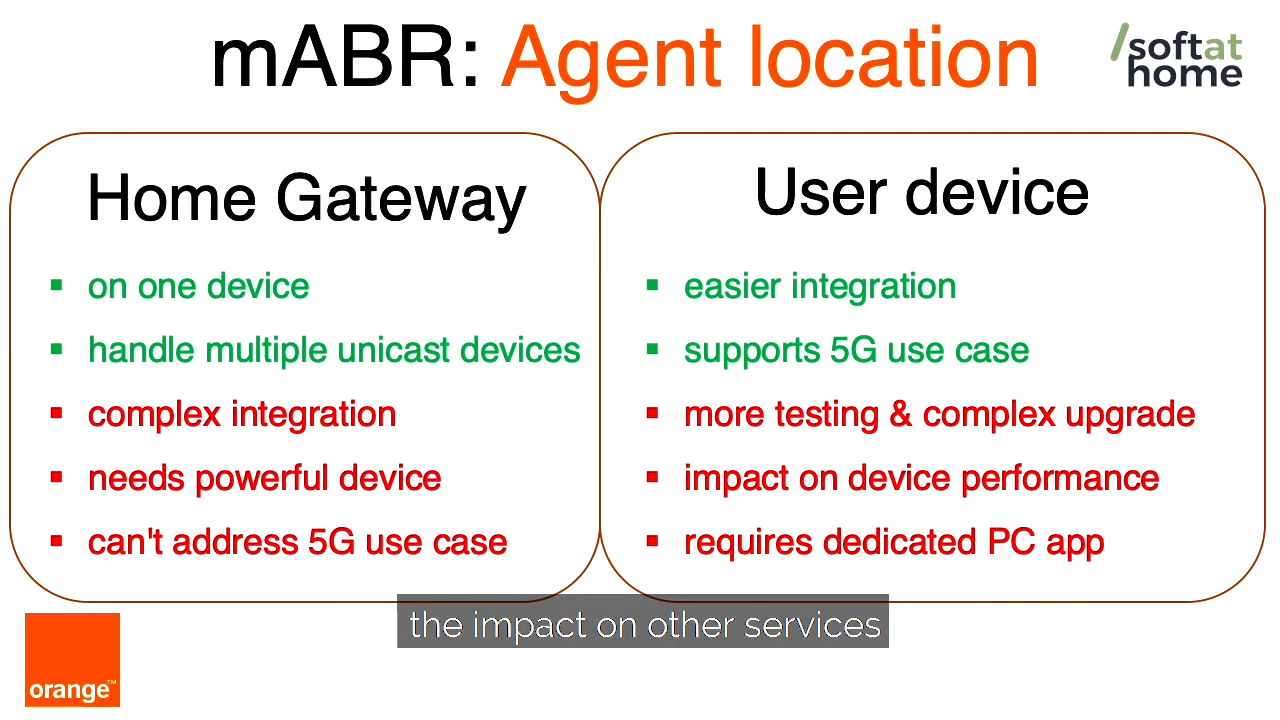 mABR: Agent location
/softat
home
Home Gateway
▪ on one device
▪ handle multiple unicast devices
▪ complex integration
▪ needs powerful device
▪ can't address 5G use case
User device
▪ easier integration
▪ supports 5G use case
▪ more testing & complex upgrade
▪ impact on device performance
▪ requires dedicated PC app
the impact on other services
orange™